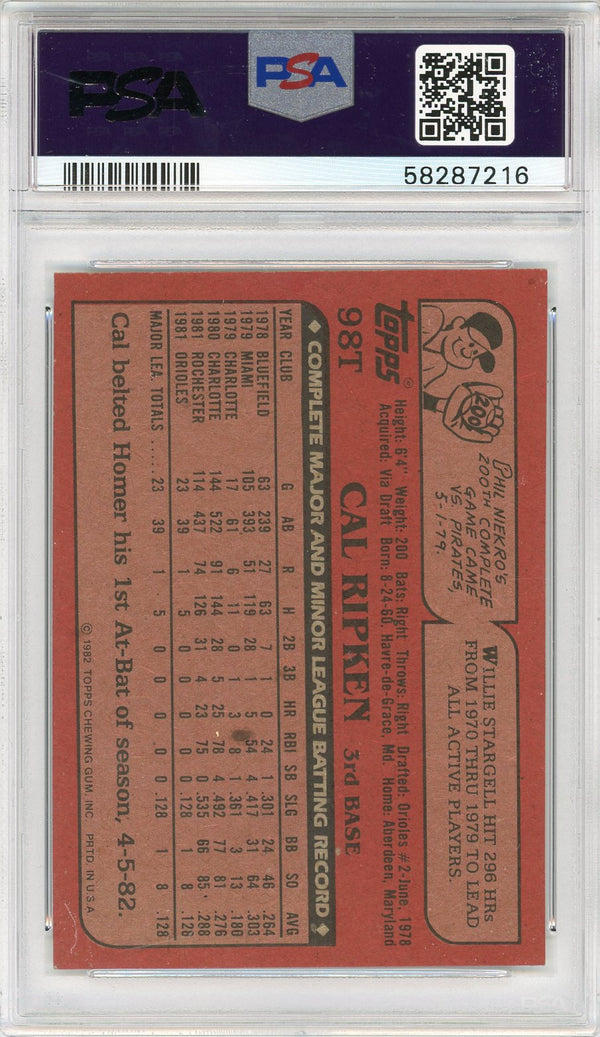 PSA
PSA
58287216
topps®
98T
200
PHIL NIEKRO'S
200TH COMPLETE
GAME CAME
VS. PIRATES,
5-1-79.
WILLIE STARGELL HIT 296 HRs
FROM 1970 THRU 1979 TO LEAD
ALL ACTIVE PLAYERS.
Height: 6'4" Weight: 200 Bats: Right Throws: Right Drafted: Orioles #2-June, 1978
Acquired: Via Draft Born: 8-24-60, Havre-de-Grace, Md. Home: Aberdeen, Maryland
CAL RIPKEN 3rd BASE
COMPLETE MAJOR AND MINOR LEAGUE BATTING RECORD
YEAR CLUB G AB R H 2B 3B HR RBI SB SLG BB SO AVG
1978 BLUEFIELD 63 239 27 63 7 1 0 24 1 .301 24 46 .264
1979 MIAMI 105 393 51 119 28 1 5 54 4 .417 31 64 .303
1979 CHARLOTTE 17 61 6 11 0 1 3 8 1 .361 3 13 .180
1980 CHARLOTTE 144 522 91 144 28 5 25 78 4 .492 77 81 .276
1981 ROCHESTER 114 437 74 126 31 4 23 75 0 .535 66 85 .288
1981 ORIOLES 23 39 1 5 0 0 0 0 0 .128 1 8 .128
MAJOR LEA. TOTALS ..... 23 39 1 5 0 0 0 0 0 .128 1 8 .128
Cal belted Homer his 1st At-Bat of season, 4-5-82.
© 1982 TOPPS CHEWING GUM, INC. PRTD. IN U.S.A
PSA